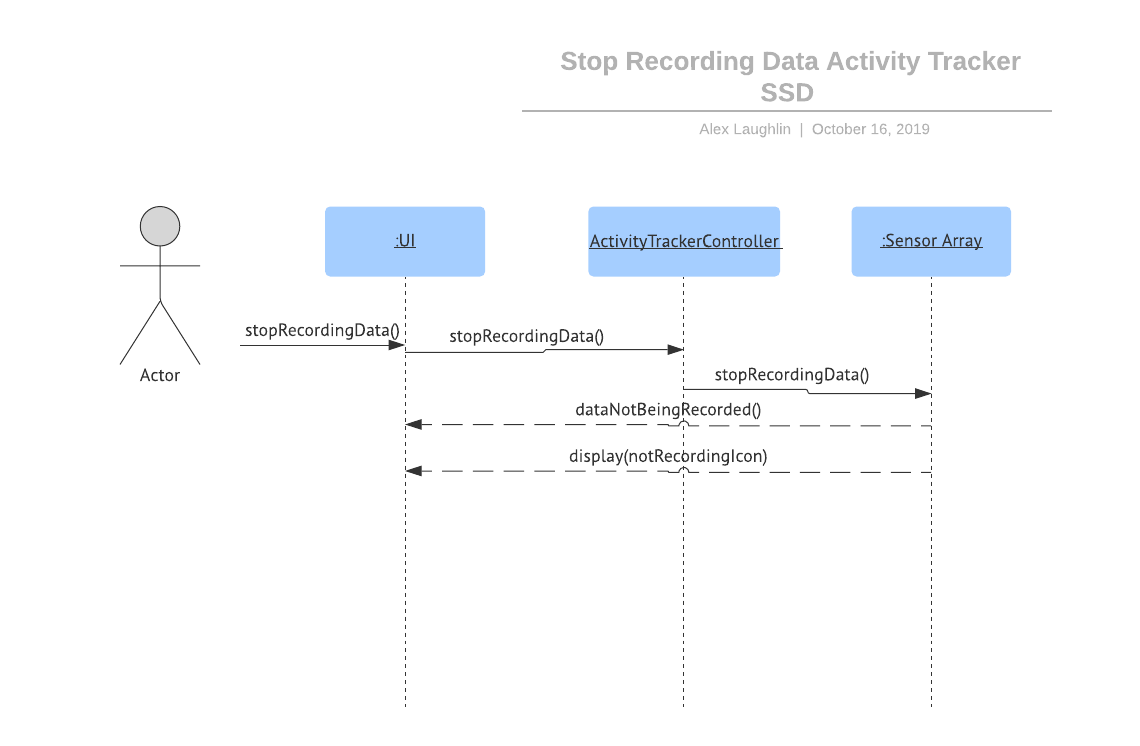 Stop Recording Data Activity Tracker
SSD
Alex Laughlin | October 16, 2019
:UI
ActivityTrackerController
:Sensor Array
stopRecordingData()
stopRecordingData()
Actor
stopRecordingData()
dataNotBeingRecorded()
display(notRecordingIcon)